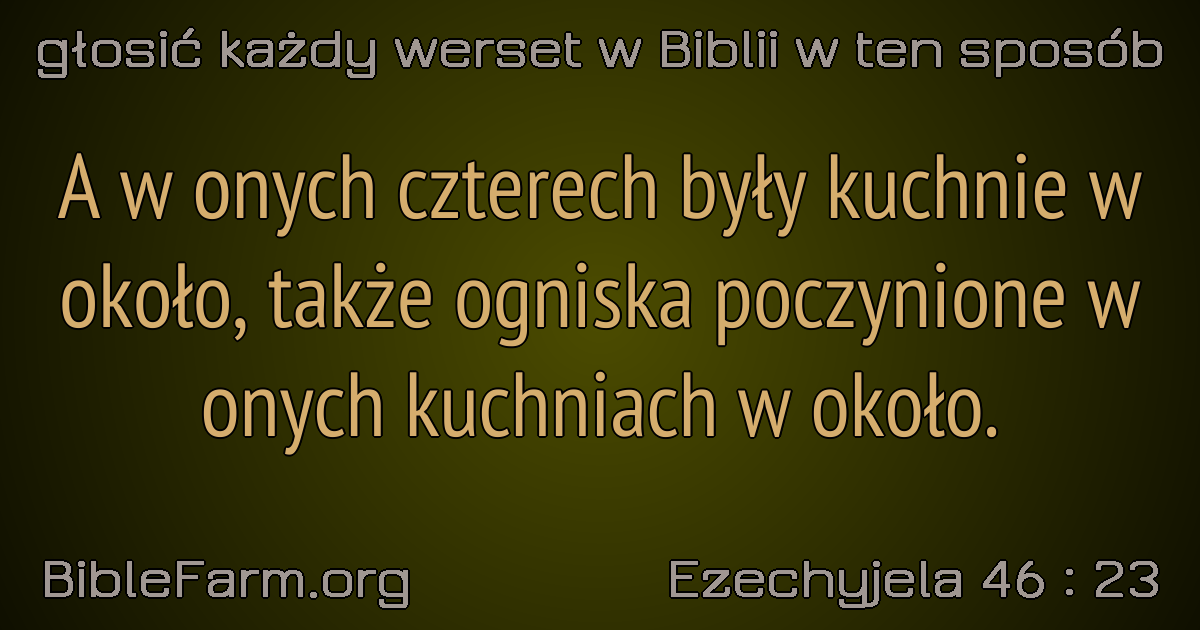 głosić każdy werset w Biblii w ten sposób
A w onych czterech były kuchnie w
około, także ogniska poczynione w
onych kuchniach w około.
BibleFarm.org
Ezechyjela 46 : 23